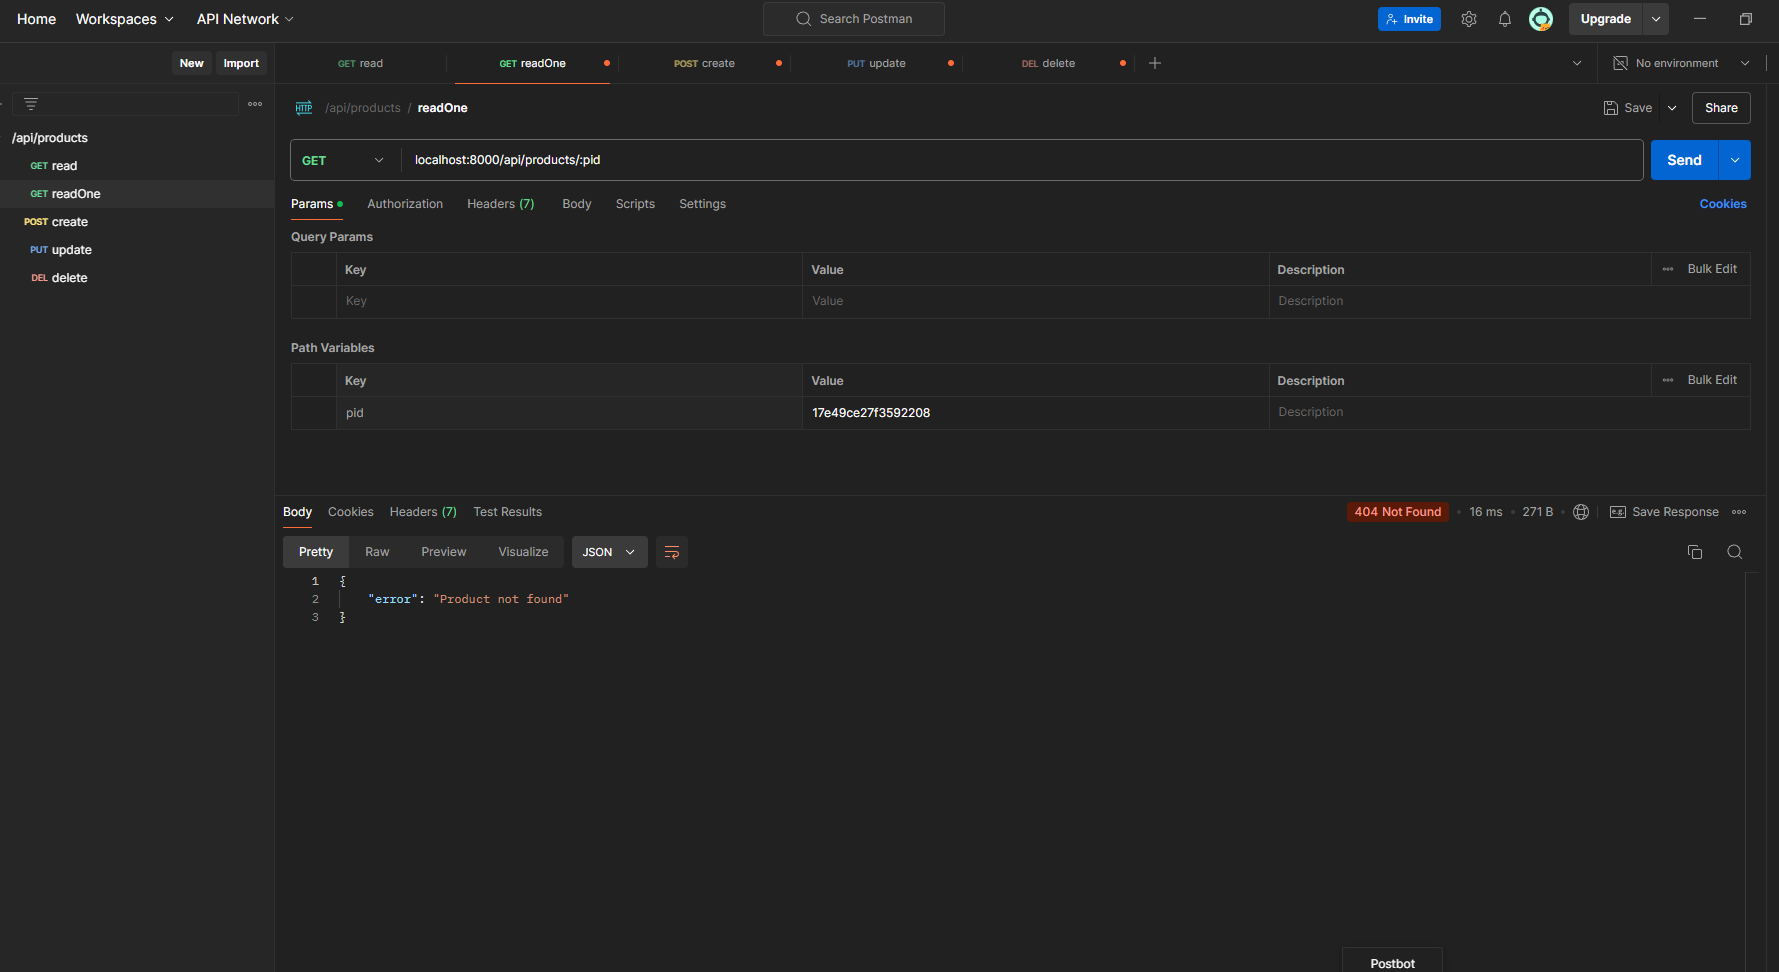 Home Workspaces API Network Search Postman Invite Upgrade
New Import GET read GET readOne POST create PUT update DEL delete No environment
HTTP /api/products / readOne Save Share
/api/products
GET read
GET readOne
POST create
PUT update
DEL delete
GET localhost:8000/api/products/:pid Send
Params Authorization Headers (7) Body Scripts Settings Cookies
Query Params
Key Value Description Bulk Edit
Key Value Description
Path Variables
Key Value Description Bulk Edit
pid 17e49ce27f3592208 Description
Body Cookies Headers (7) Test Results 404 Not Found 16 ms 271 B e.g. Save Response
Pretty Raw Preview Visualize JSON
1 {
2 "error": "Product not found"
3 }
Postbot